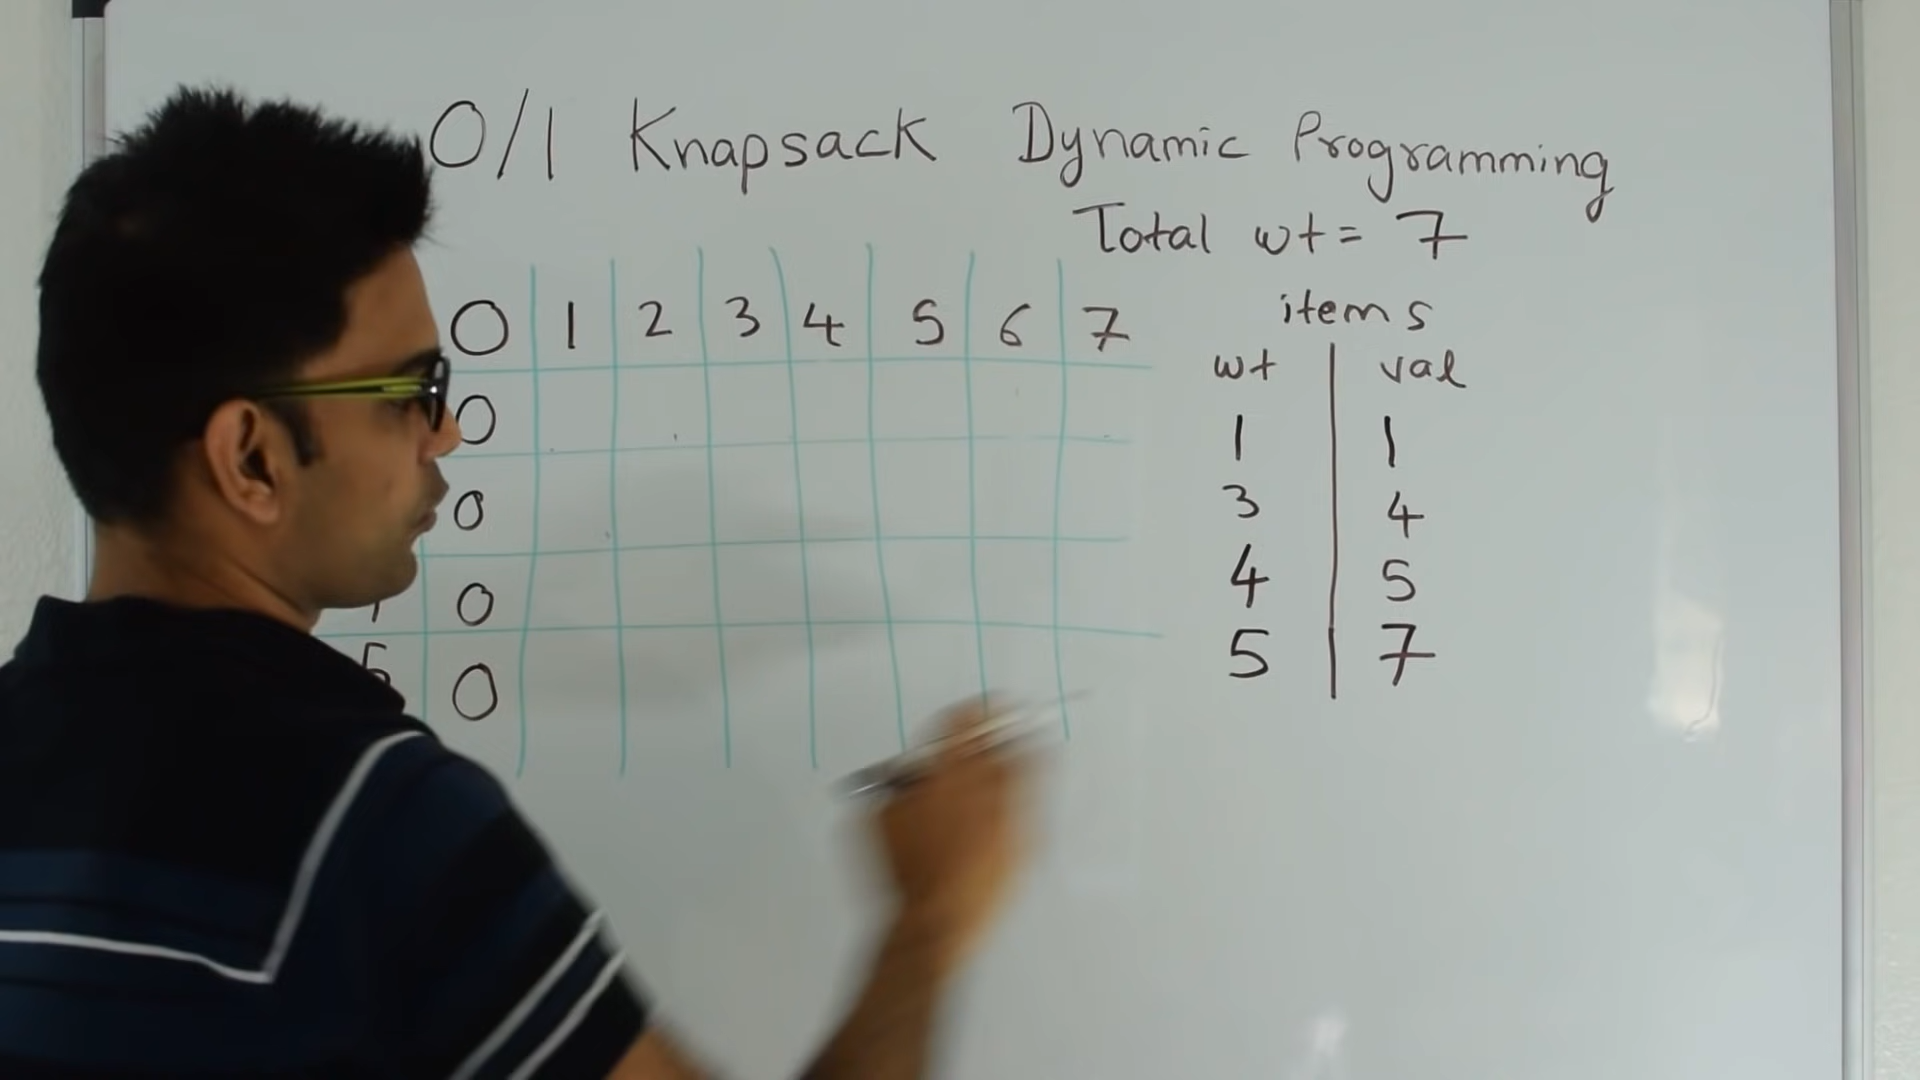 0/1 Knapsack Dynamic Programming
Total wt = 7
0 1 2 3 4 5 6 7
0
0
0
5 0
items
wt val
1 1
3 4
4 5
5 7